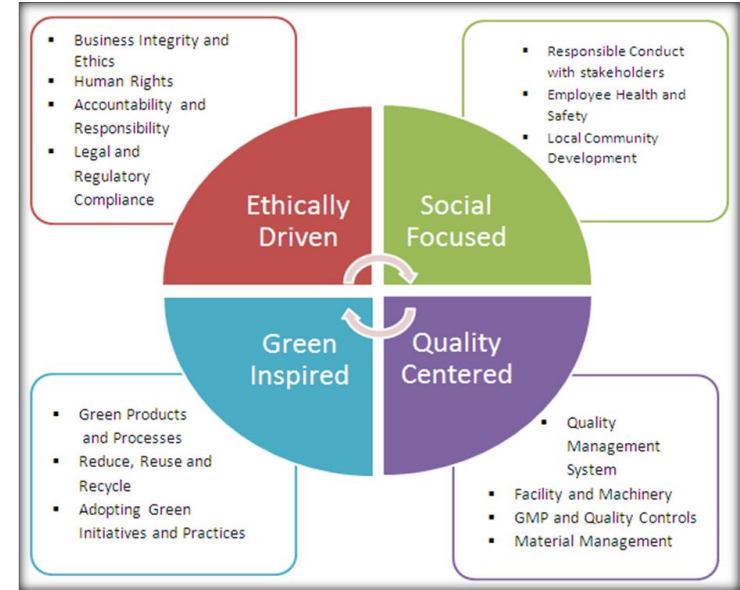 ▪ Business Integrity and
Ethics
▪ Human Rights
▪ Accountability and
Responsibility
▪ Legal and
Regulatory
Compliance
▪ Responsible Conduct
with stakeholders
▪ Employee Health and
Safety
▪ Local Community
Development
Ethically
Driven
Social
Focused
Green
Inspired
Quality
Centered
▪ Green Products
and Processes
▪ Reduce, Reuse and
Recycle
▪ Adopting Green
Initiatives and Practices
▪ Quality
Management
System
▪ Facility and Machinery
▪ GMP and Quality Controls
▪ Material Management